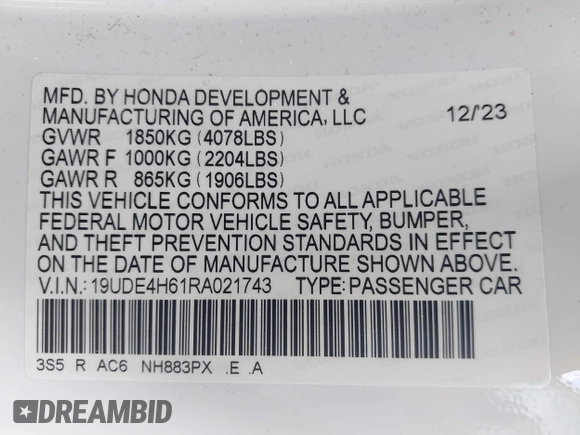 MFD. BY HONDA DEVELOPMENT &
MANUFACTURING OF AMERICA, LLC 12/'23
GVWR 1850KG (4078LBS)
GAWR F 1000KG (2204LBS)
GAWR R 865KG (1906LBS)
THIS VEHICLE CONFORMS TO ALL APPLICABLE
FEDERAL MOTOR VEHICLE SAFETY, BUMPER,
AND THEFT PREVENTION STANDARDS IN EFFECT
ON THE DATE OF MANUFACTURE SHOWN ABOVE.
V.I.N.: 19UDE4H61RA021743 TYPE: PASSENGER CAR
3S5 R AC6 NH883PX .E .A
DREAMBID